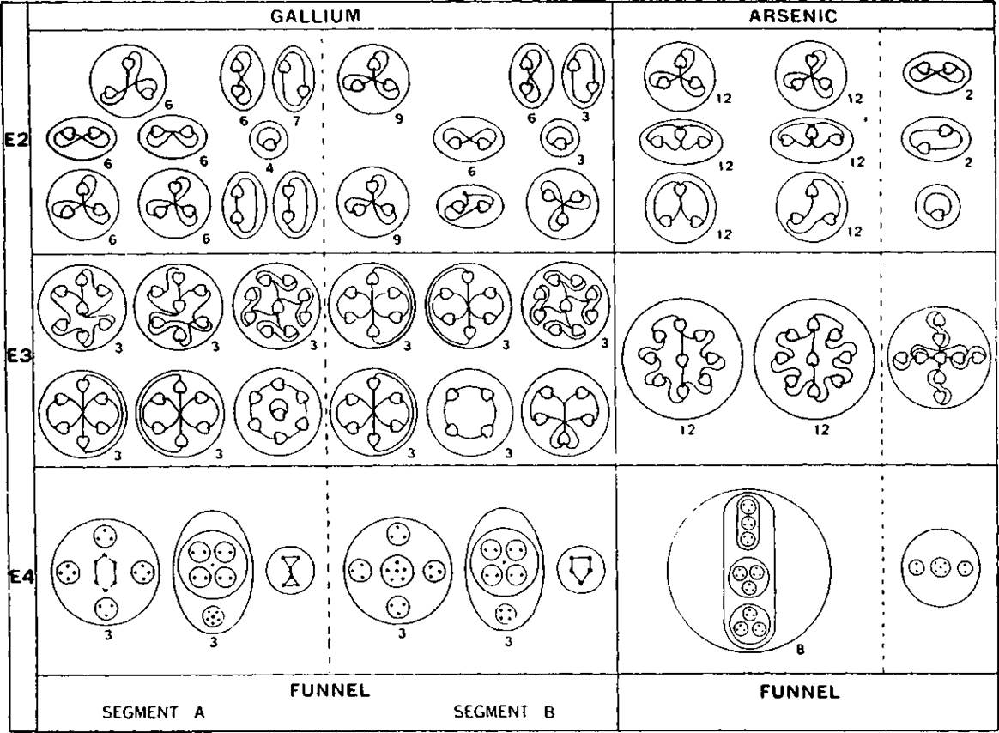 GALLIUM ARSENIC
6 6 7 9 6 3 12 12 2
E2
6 6 4 6 3 12 12 2
6 6 9 12 12
3 3 3 3 3 3
E3
3 3 3 3 12 12
E4
3 3 3 3 B
FUNNEL FUNNEL
SEGMENT A SEGMENT B